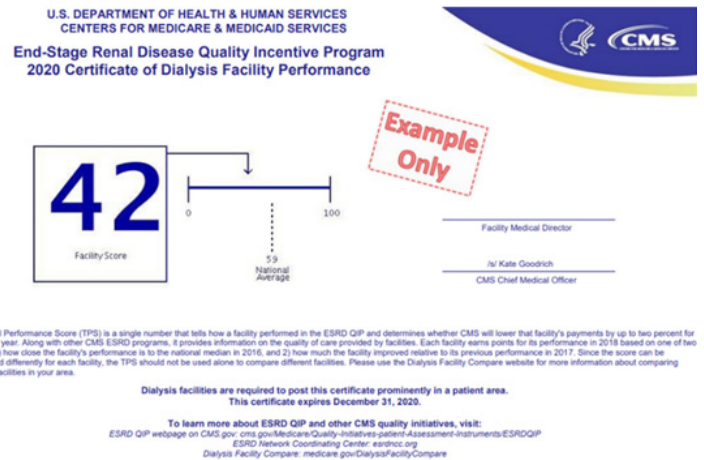 U.S. DEPARTMENT OF HEALTH & HUMAN SERVICES
CENTERS FOR MEDICARE & MEDICAID SERVICES
End-Stage Renal Disease Quality Incentive Program
2020 Certificate of Dialysis Facility Performance
CMS
Example
Only
42
Facility Score
0
100
59
National
Average
Facility Medical Director
/s/ Kate Goodrich
CMS Chief Medical Officer
l Performance Score (TPS) is a single number that tells how a facility performed in the ESRD QIP and determines whether CMS will lower that facility's payments by up to two percent for
year. Along with other CMS ESRD programs, it provides information on the quality of care provided by facilities. Each facility earns points for its performance in 2018 based on one of two
) how close the facility's performance is to the national median in 2016, and 2) how much the facility improved relative to its previous performance in 2017. Since the score can be
d differently for each facility, the TPS should not be used alone to compare different facilities. Please use the Dialysis Facility Compare website for more information about comparing
acilities in your area.
Dialysis facilities are required to post this certificate prominently in a patient area.
This certificate expires December 31, 2020.
To learn more about ESRD QIP and other CMS quality initiatives, visit:
ESRD QIP webpage on CMS.gov: cms.gov/Medicare/Quality-Initiatives-patient-Assessment-Instruments/ESRDQIP
ESRD Network Coordinating Center: esrdncc.org
Dialysis Facility Compare: medicare.gov/DialysisFacilityCompare